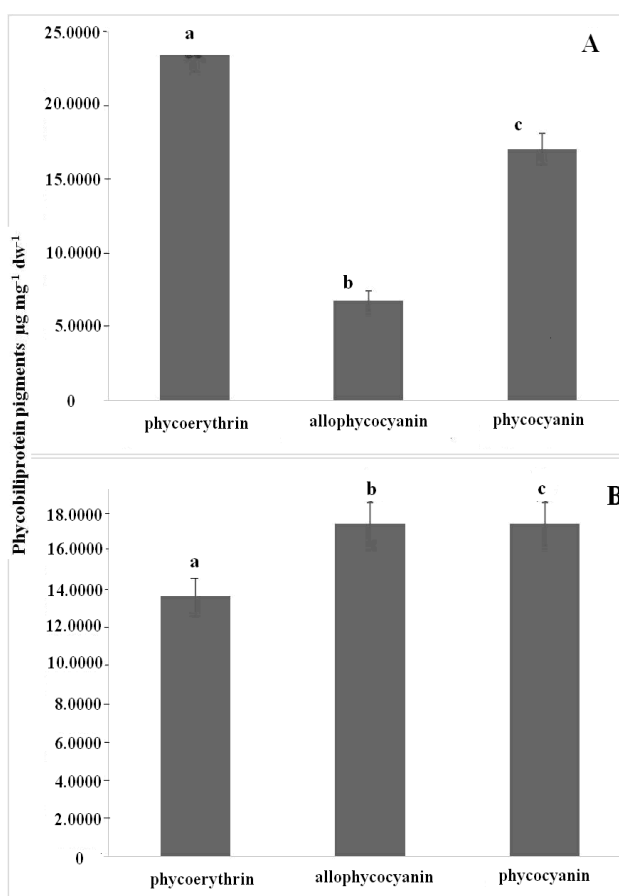 Phycobiliprotein pigments µg mg⁻¹ dw⁻¹
A
25.0000
20.0000
15.0000
10.0000
5.0000
0
a
b
c
phycoerythrin allophycocyanin phycocyanin
B
18.0000
16.0000
14.0000
12.0000
10.0000
8.0000
6.0000
4.0000
2.0000
0
a
b
c
phycoerythrin allophycocyanin phycocyanin